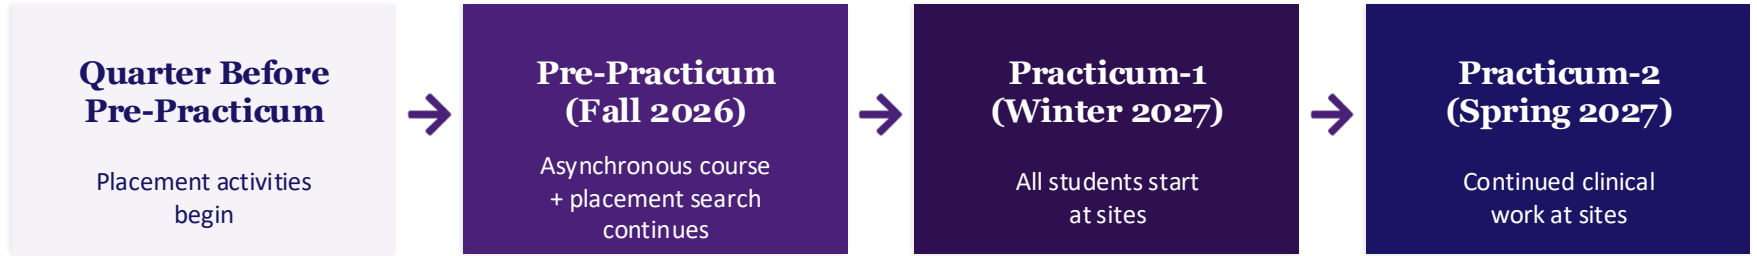 Quarter Before
Pre-Practicum
Placement activities
begin
Pre-Practicum
(Fall 2026)
Asynchronous course
+ placement search
continues
Practicum-1
(Winter 2027)
All students start
at sites
Practicum-2
(Spring 2027)
Continued clinical
work at sites